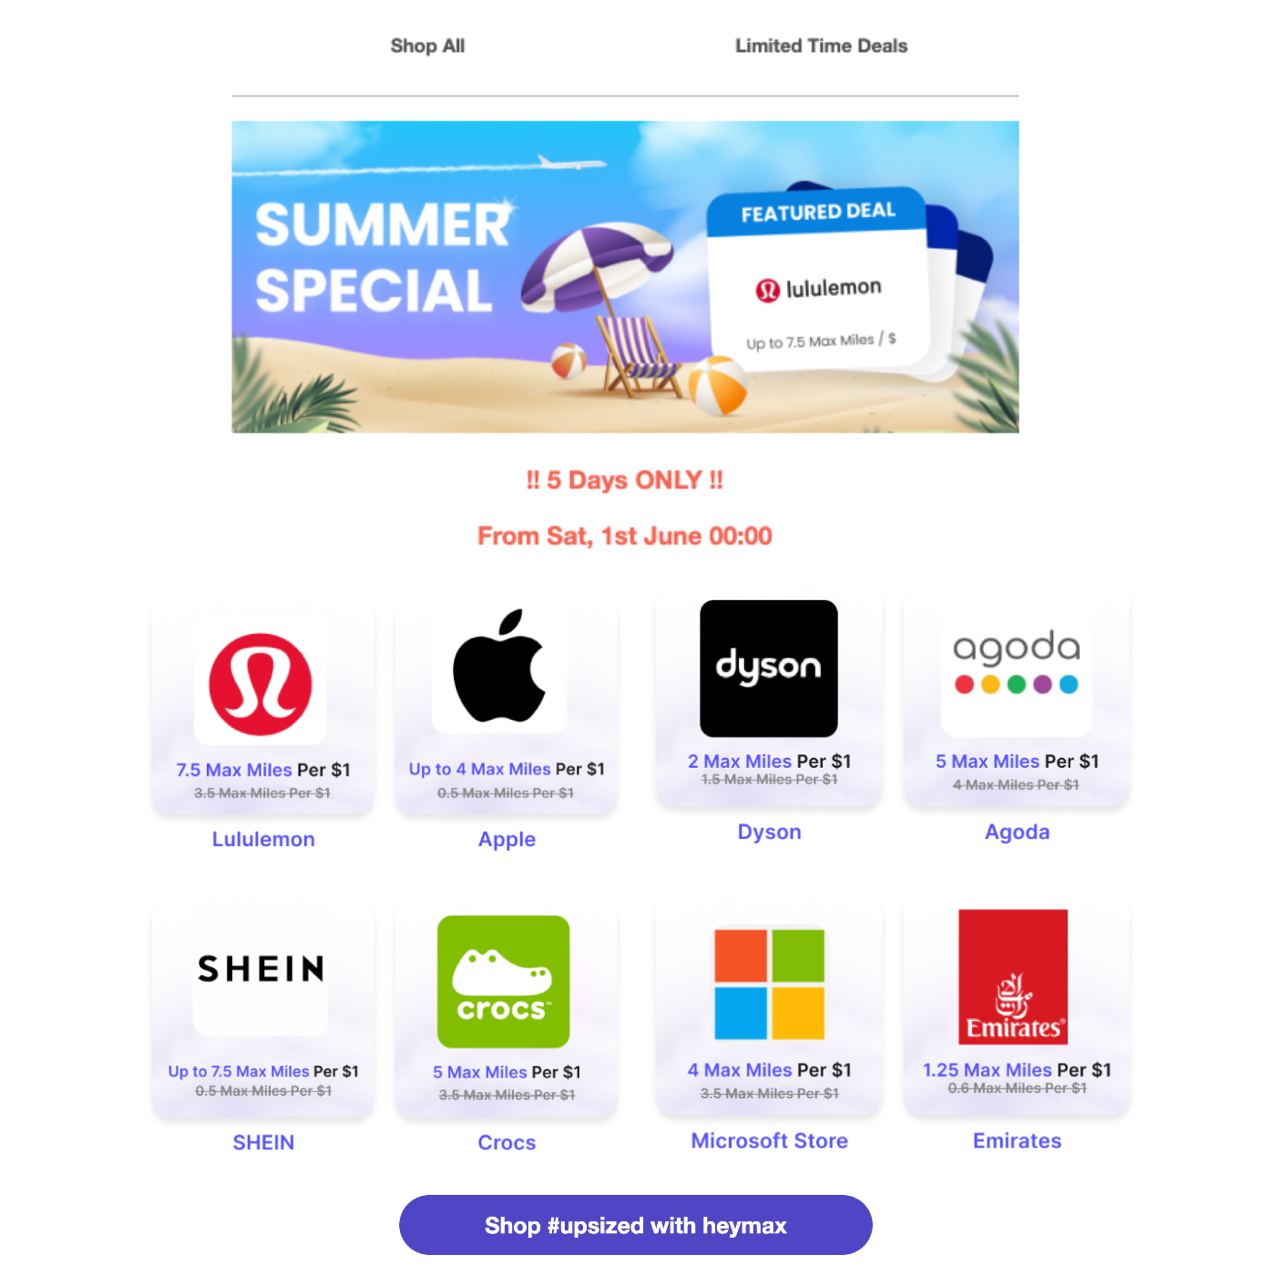 Shop All
Limited Time Deals
SUMMER
SPECIAL
FEATURED DEAL
lululemon
Up to 7.5 Max Miles / $
!! 5 Days ONLY !!
From Sat, 1st June 00:00
7.5 Max Miles Per $1
3.5 Max Miles Per $1
Lululemon
Up to 4 Max Miles Per $1
0.5 Max Miles Per $1
Apple
dyson
2 Max Miles Per $1
1.5 Max Miles Per $1
Dyson
agoda
5 Max Miles Per $1
4 Max Miles Per $1
Agoda
SHEIN
Up to 7.5 Max Miles Per $1
0.5 Max Miles Per $1
SHEIN
crocs™
5 Max Miles Per $1
3.5 Max Miles Per $1
Crocs
4 Max Miles Per $1
3.5 Max Miles Per $1
Microsoft Store
Emirates®
1.25 Max Miles Per $1
0.6 Max Miles Per $1
Emirates
Shop #upsized with heymax